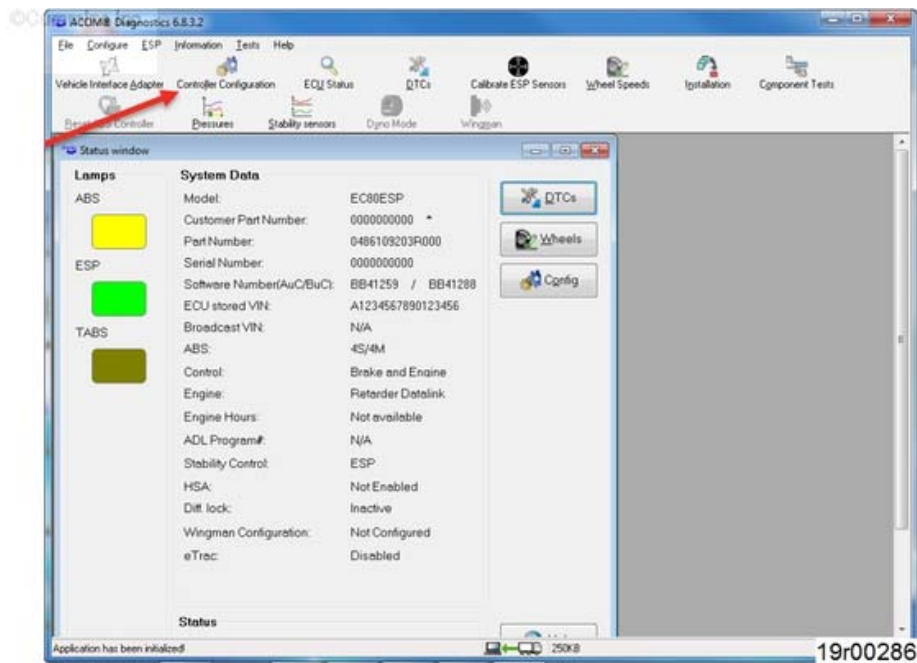 ACOM® Diagnostics 6.8.3.2
File Configure ESP Information Tests Help
Vehicle Interface Adapter Controller Configuration ECU Status DTCs Calibrate ESP Sensors Wheel Speeds Installation Component Tests
Controller Pressures Stability sensors Dyno Mode Wingman
Status window
Lamps System Data
ABS Model: EC80ESP DTCs
Customer Part Number: 0000000000 *
Part Number: 0486109203R000 Wheels
Serial Number: 0000000000
ESP Software Number(AuC/BuC): BB41259 / BB41288 Config
ECU stored VIN: A1234567890123456
TABS Broadcast VIN: N/A
ABS: 4S/4M
Control: Brake and Engine
Engine: Retarder Datalink
Engine Hours: Not available
ADL Program#: N/A
Stability Control: ESP
HSA: Not Enabled
Diff. lock: Inactive
Wingman Configuration: Not Configured
eTrac: Disabled
Status
Application has been initialized! 250KB
19r00286